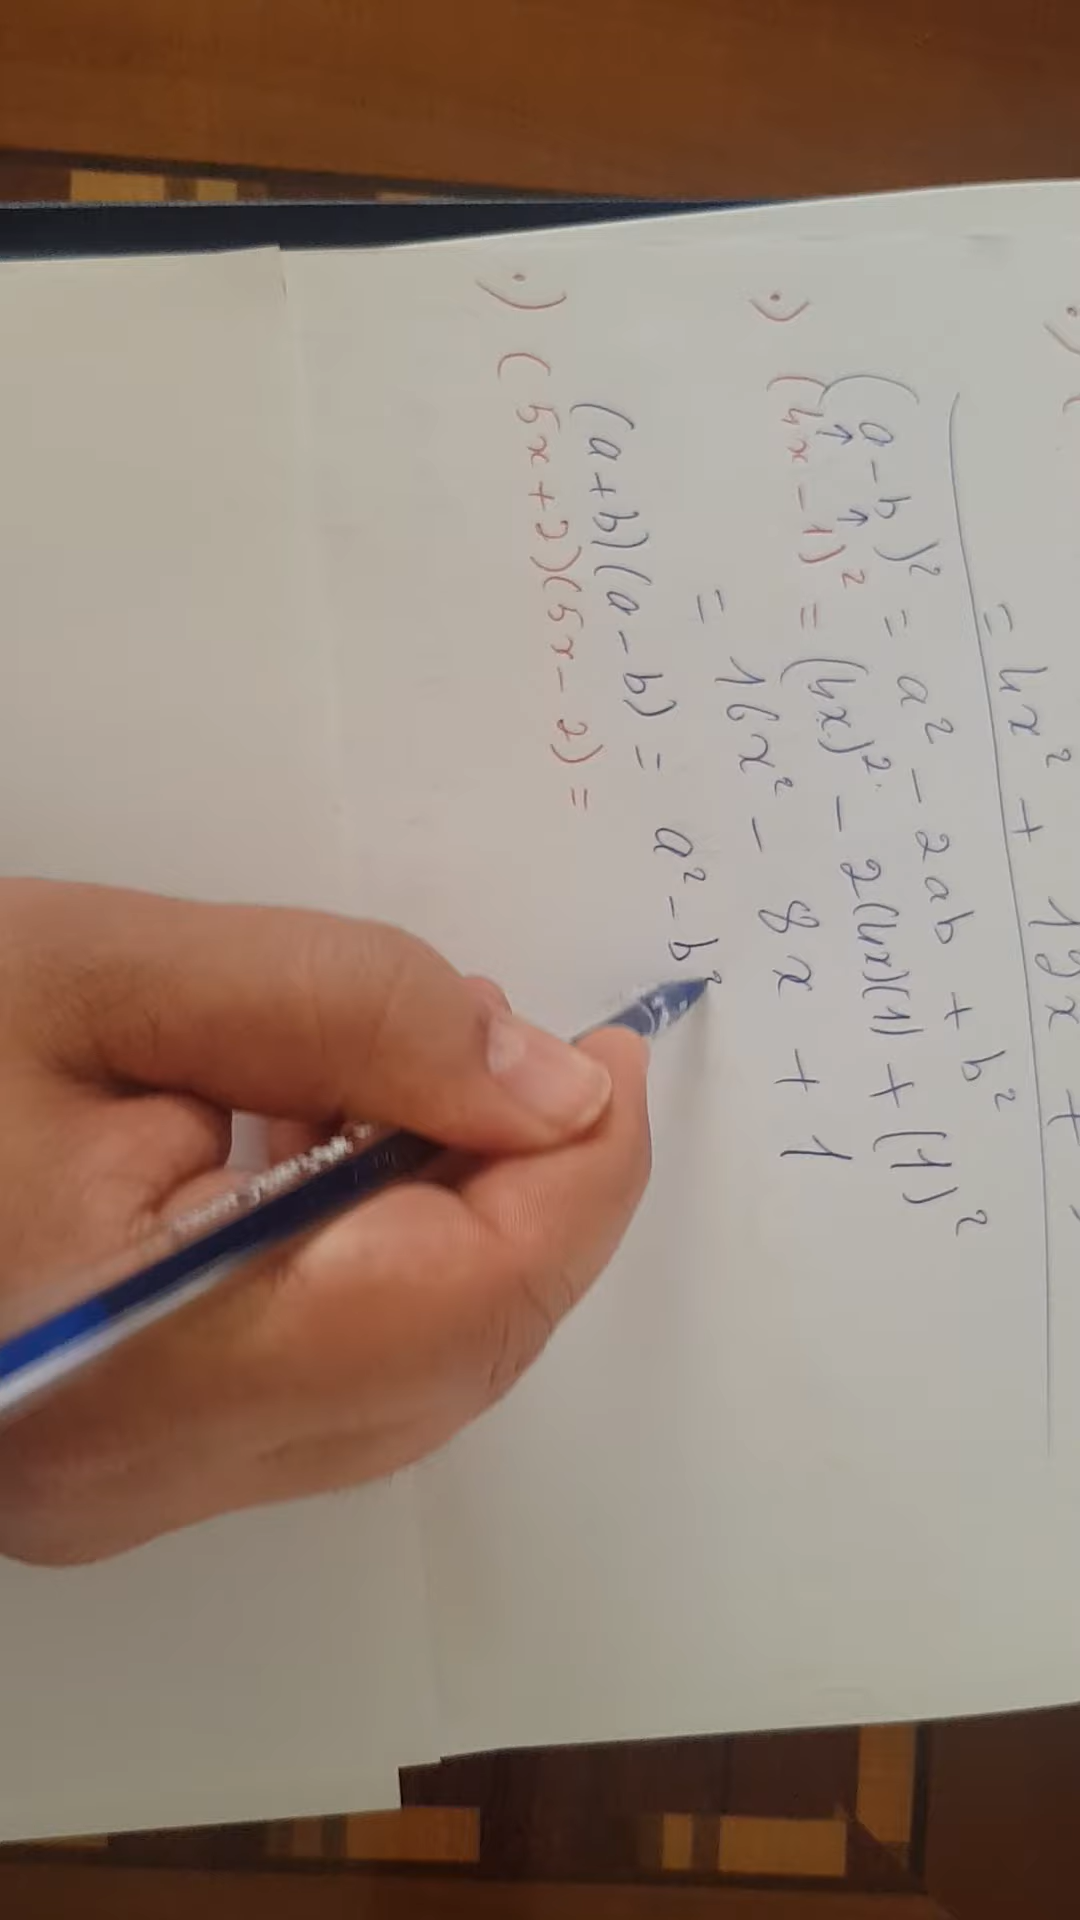 = 4x² + 12x +
(a - b)² = a² - 2ab + b²
•) (4x - 1)² = (4x)² - 2(4x)(1) + (1)²
= 16x² - 8x + 1
(a+b)(a-b) = a² - b²
•) (5x+2)(5x-2) =